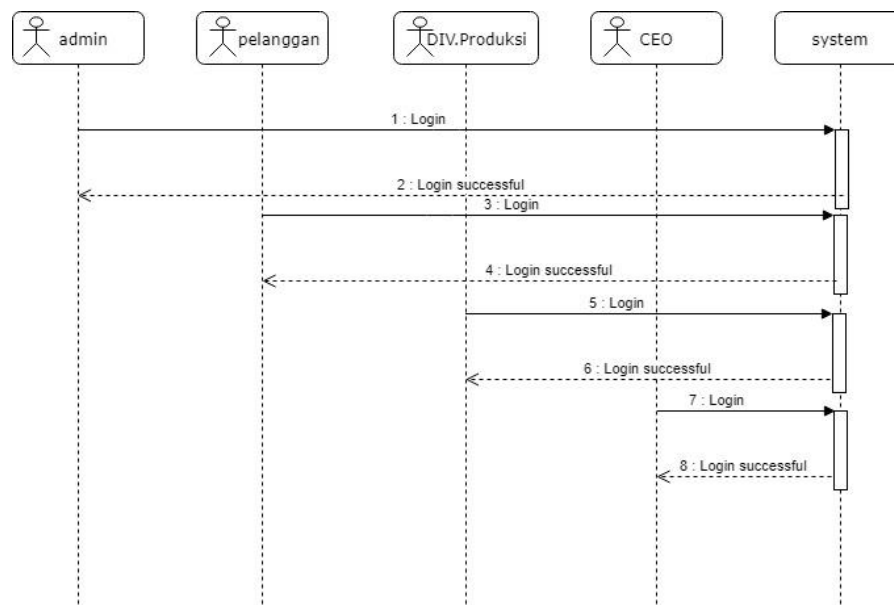 admin
pelanggan
DIV.Produksi
CEO
system
1 : Login
2 : Login successful
3 : Login
4 : Login successful
5 : Login
6 : Login successful
7 : Login
8 : Login successful